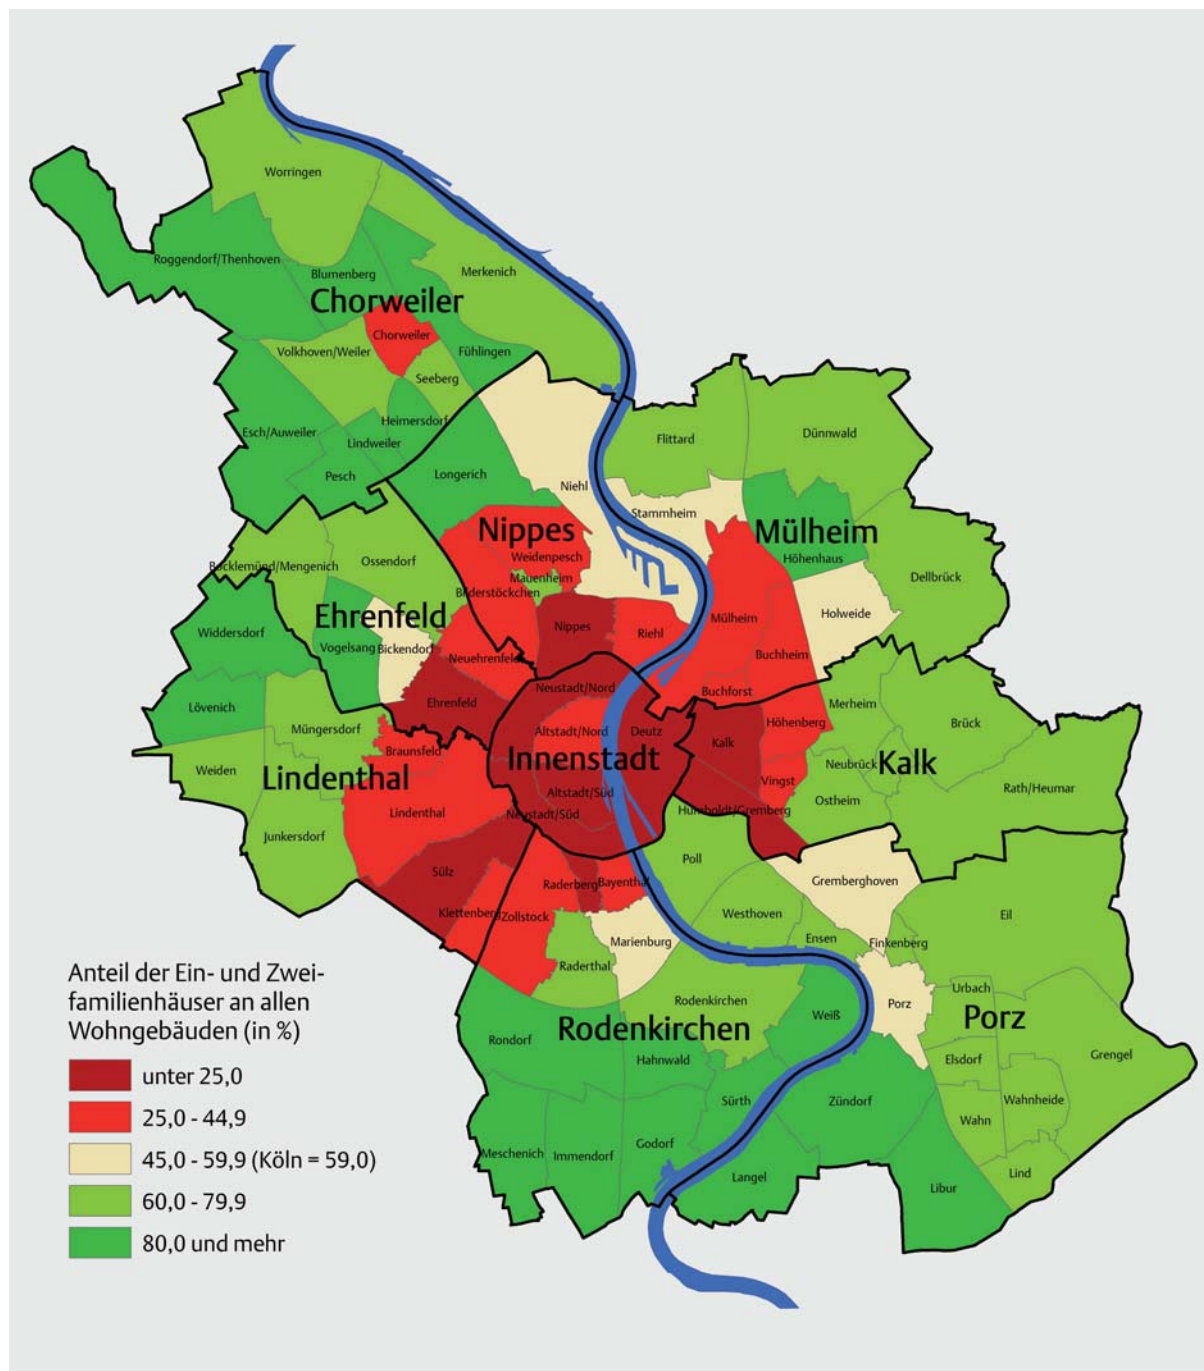 Worringen
Roggendorf/Thenhoven
Blumenberg
Merkenich
Chorweiler
Chorweiler
Volkhoven/Weiler
Fühlingen
Seeberg
Heimersdorf
Esch/Auweiler
Lindweiler
Pesch
Longerich
Niehl
Flittard
Dünnwald
Stammheim
Nippes
Mülheim
Weidenpesch
Höhenhaus
Ossendorf
Bocklemünd/Mengenich
Mauenheim
Bilderstöckchen
Dellbrück
Ehrenfeld
Holweide
Widdersdorf
Vogelsang
Bickendorf
Nippes
Riehl
Mülheim
Neuehrenfeld
Buchheim
Neustadt/Nord
Buchforst
Ehrenfeld
Lövenich
Merheim
Müngersdorf
Altstadt/Nord
Deutz
Höhenberg
Brück
Kalk
Braunsfeld
Innenstadt
Weiden
Lindenthal
Neubrück
Kalk
Vingst
Rath/Heumar
Altstadt/Süd
Ostheim
Lindenthal
Neustadt/Süd
Humboldt/Gremberg
Junkersdorf
Poll
Sülz
Raderberg
Bayenthal
Gremberghoven
Klettenberg
Zollstock
Westhoven
Eil
Marienburg
Ensen
Finkenberg
Raderthal
Urbach
Rodenkirchen
Porz
Weiß
Porz
Rodenkirchen
Rondorf
Hahnwald
Elsdorf
Grengel
Sürth
Zündorf
Wahnheide
Wahn
Godorf
Meschenich
Immendorf
Langel
Lind
Libur
Anteil der Ein- und Zwei-
familienhäuser an allen
Wohngebäuden (in %)
unter 25,0
25,0 - 44,9
45,0 - 59,9 (Köln = 59,0)
60,0 - 79,9
80,0 und mehr